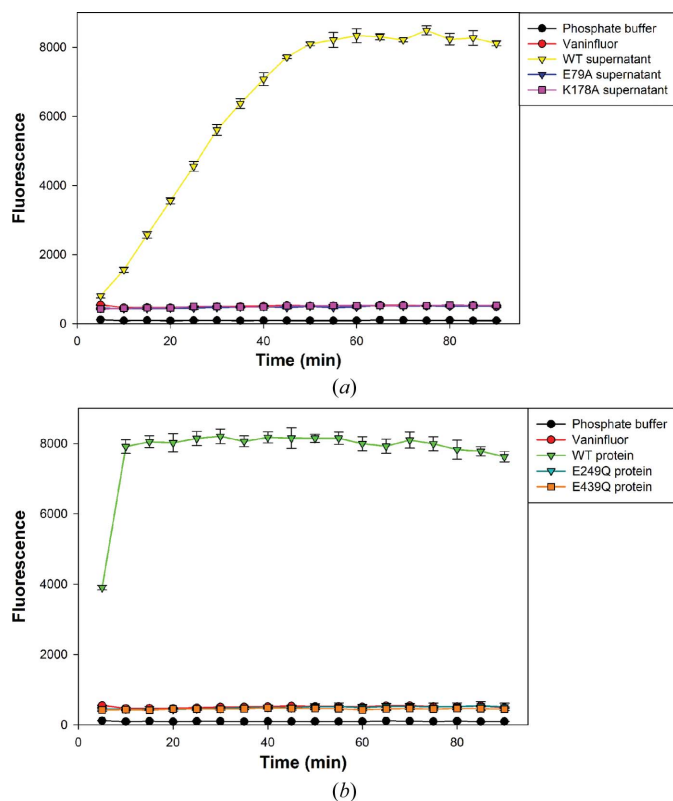 Phosphate buffer
Vaninfluor
WT supernatant
E79A supernatant
K178A supernatant
Fluorescence
8000
6000
4000
2000
0
0 20 40 60 80
Time (min)
(a)
Phosphate buffer
Vaninfluor
WT protein
E249Q protein
E439Q protein
Fluorescence
8000
6000
4000
2000
0
0 20 40 60 80
Time (min)
(b)